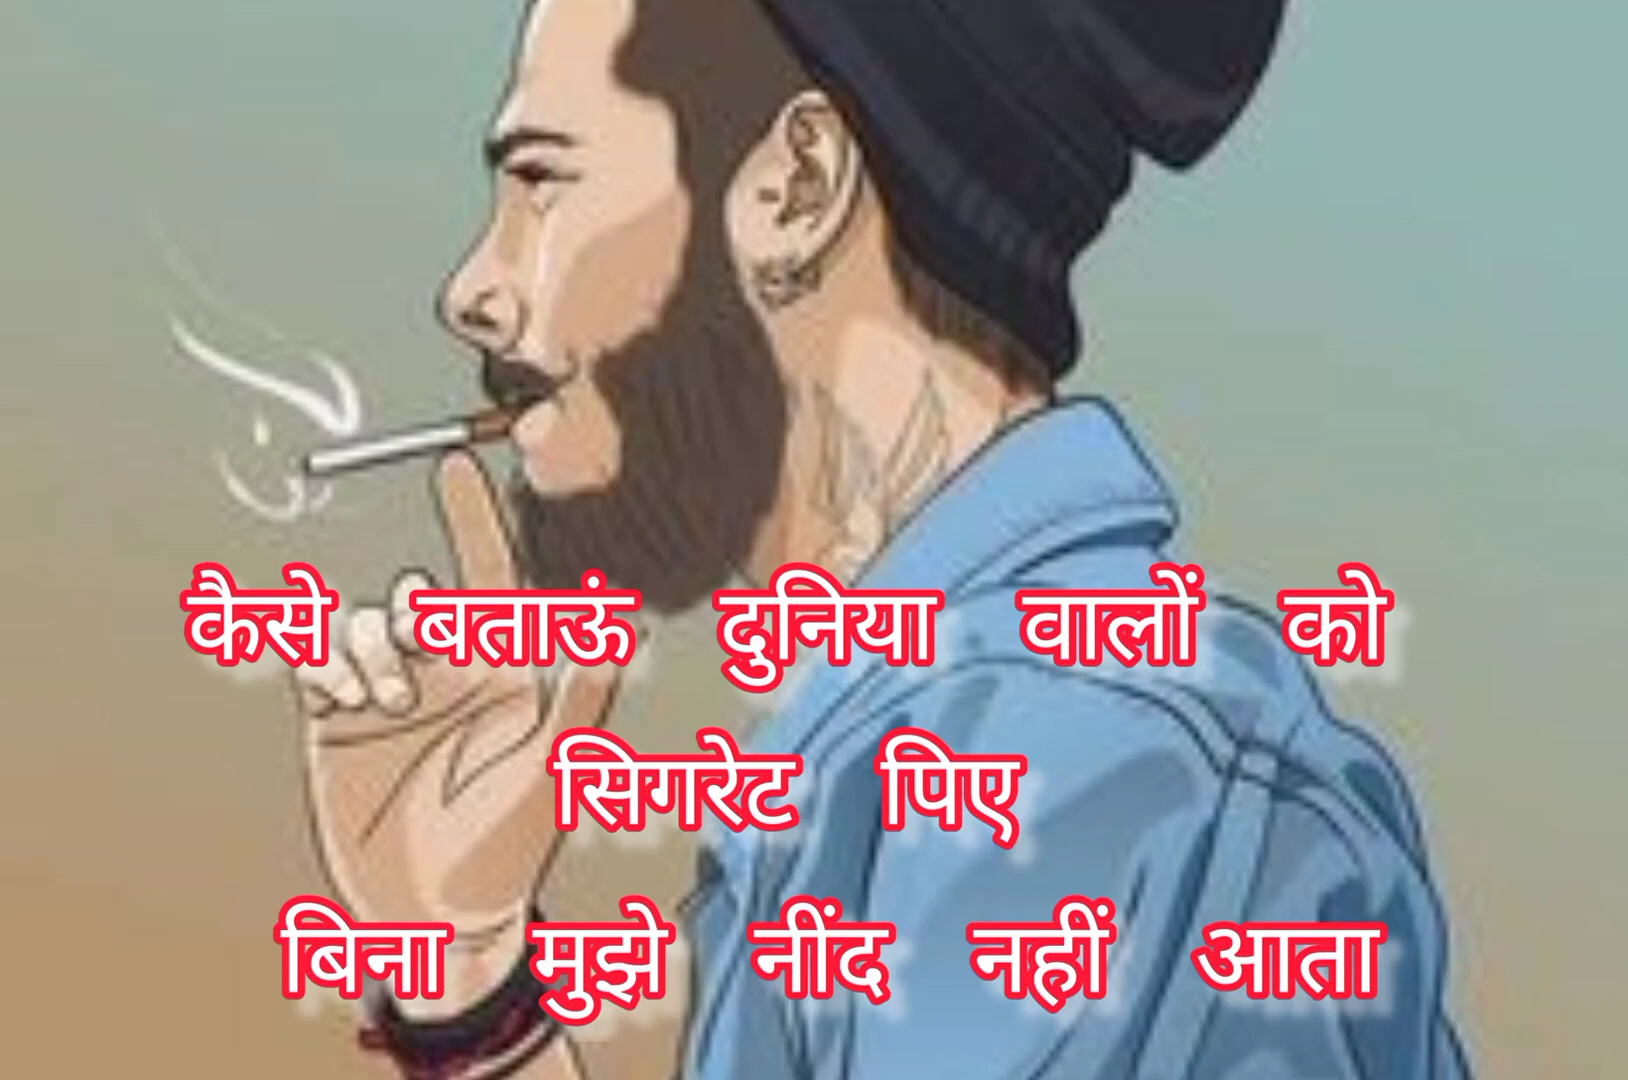 कैसे बताऊं दुनिया वालों को
सिगरेट पिए
बिना मुझे नींद नहीं आता